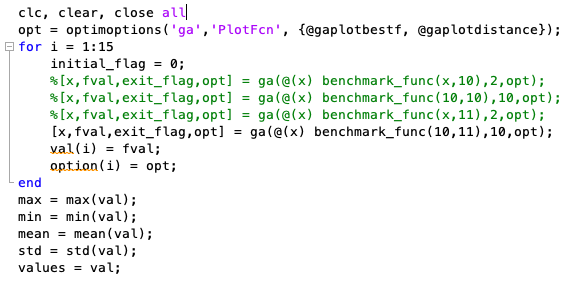 clc, clear, close all
opt = optimoptions('ga','PlotFcn', {@gaplotbestf, @gaplotdistance});
for i = 1:15
initial_flag = 0;
%[x,fval,exit_flag,opt] = ga(@(x) benchmark_func(x,10),2,opt);
%[x,fval,exit_flag,opt] = ga(@(x) benchmark_func(10,10),10,opt);
%[x,fval,exit_flag,opt] = ga(@(x) benchmark_func(x,11),2,opt);
[x,fval,exit_flag,opt] = ga(@(x) benchmark_func(10,11),10,opt);
val(i) = fval;
option(i) = opt;
end
max = max(val);
min = min(val);
mean = mean(val);
std = std(val);
values = val;